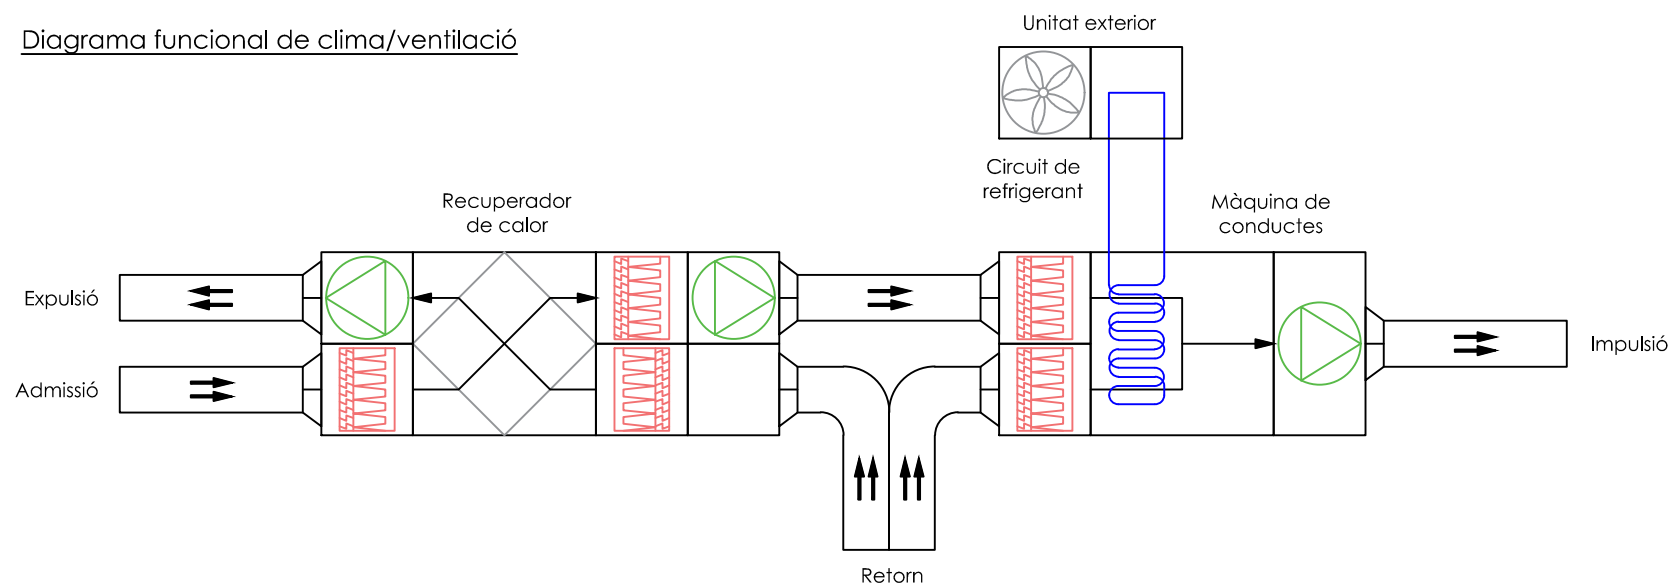 Diagrama funcional de clima/ventilació
Unitat exterior
Circuit de
refrigerant
Recuperador
de calor
Màquina de
conductes
Expulsió
Admissió
Impulsió
Retorn